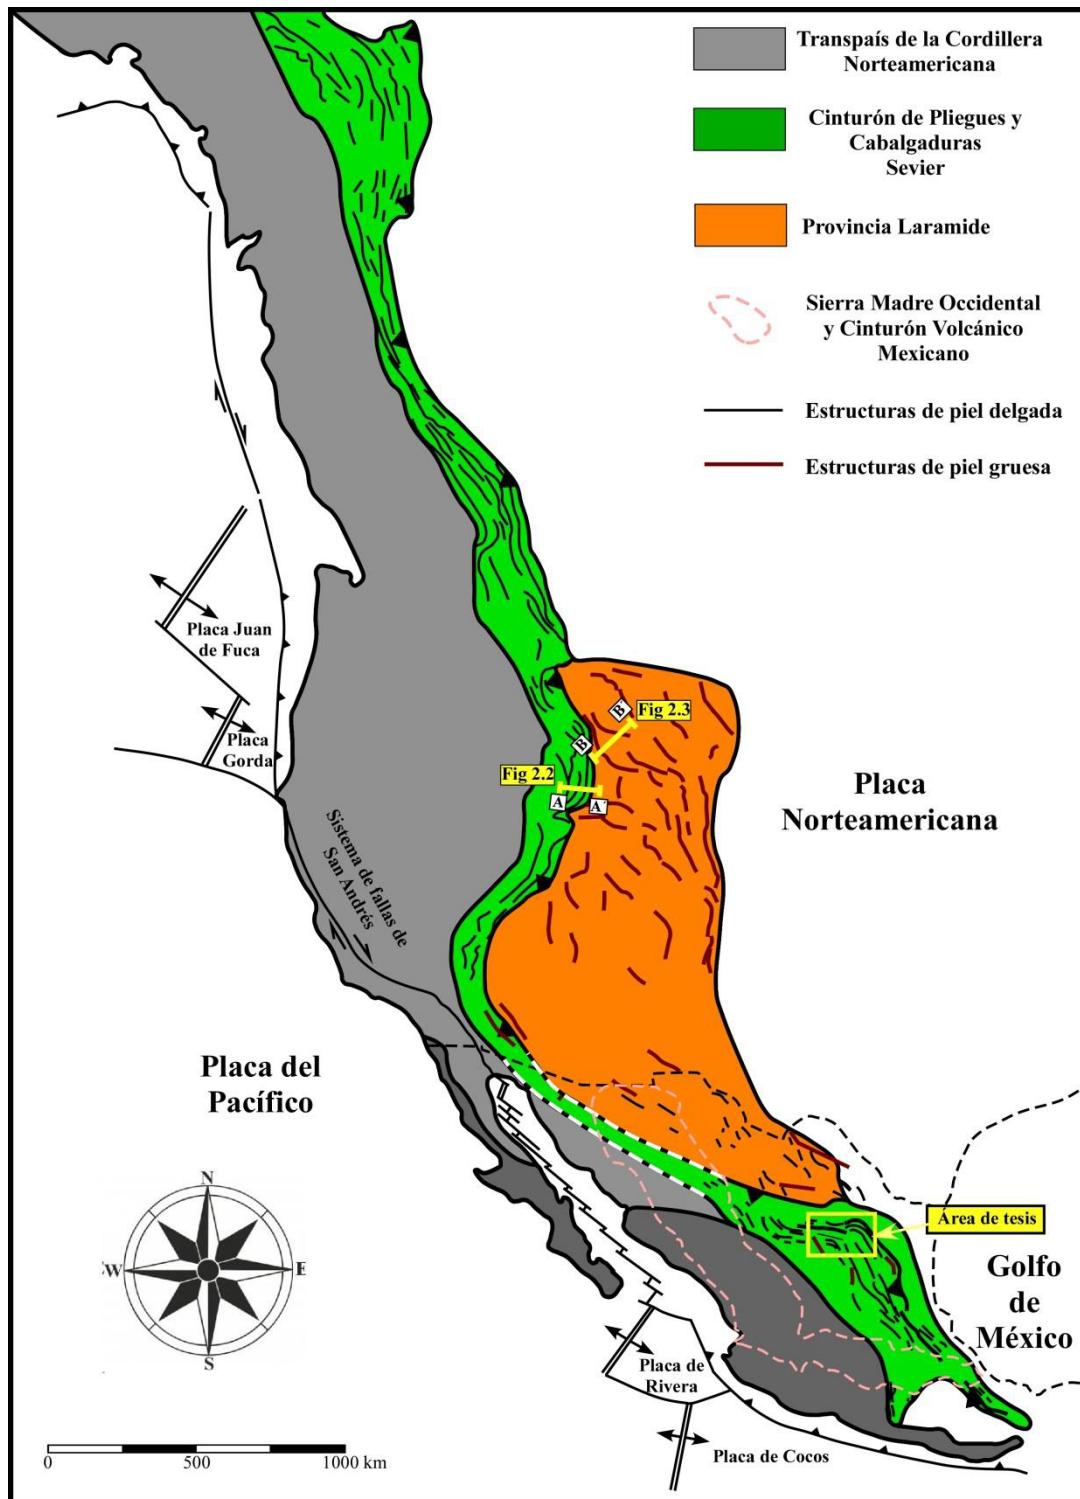 Transpaís de la Cordillera
Norteamericana
Cinturón de Pliegues y
Cabalgaduras
Sevier
Provincia Laramide
Sierra Madre Occidental
y Cinturón Volcánico
Mexicano
Estructuras de piel delgada
Estructuras de piel gruesa
Placa Juan
de Fuca
Placa
Gorda
B´
Fig 2.3
B
Fig 2.2
A
A´
Placa
Norteamericana
Sistema de fallas de
San Andrés
Placa del
Pacífico
Área de tesis
Golfo
de
México
N
W
E
S
Placa de
Rivera
Placa de Cocos
0
500
1000 km